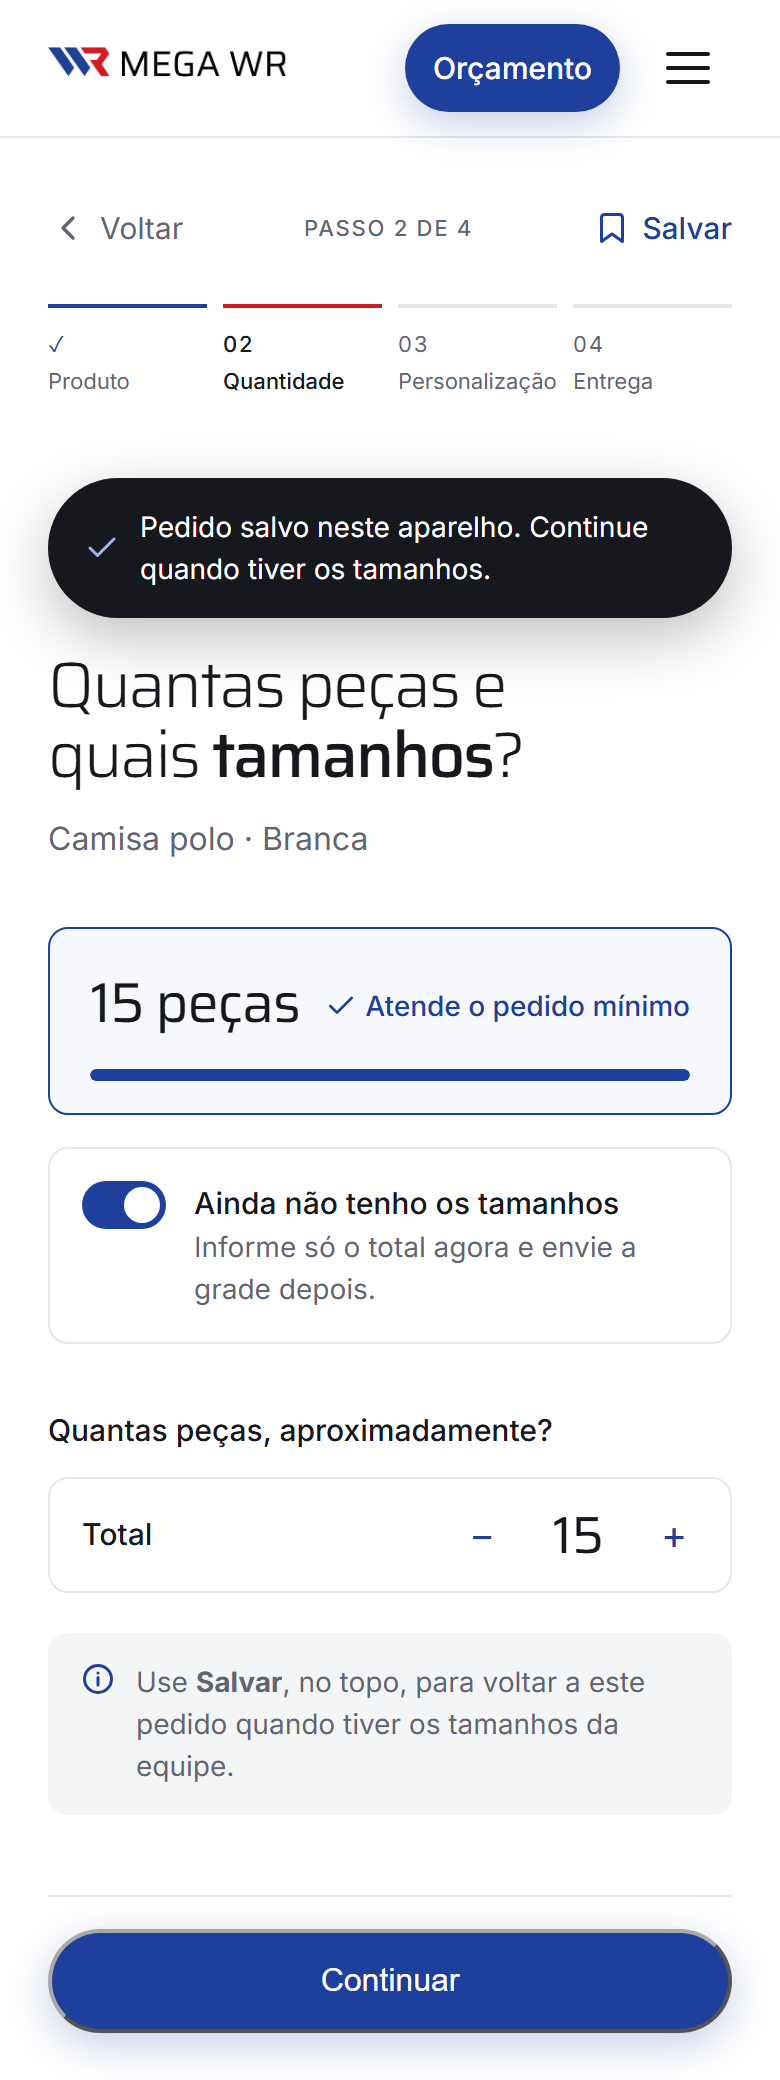 MEGA WR
Orçamento
Voltar
PASSO 2 DE 4
Salvar
✓
Produto
02
Quantidade
03
Personalização
04
Entrega
Pedido salvo neste aparelho. Continue
quando tiver os tamanhos.
Quantas peças e
quais tamanhos?
Camisa polo · Branca
15 peças
Atende o pedido mínimo
Ainda não tenho os tamanhos
Informe só o total agora e envie a
grade depois.
Quantas peças, aproximadamente?
Total
− 15 +
Use Salvar, no topo, para voltar a este
pedido quando tiver os tamanhos da
equipe.
Continuar